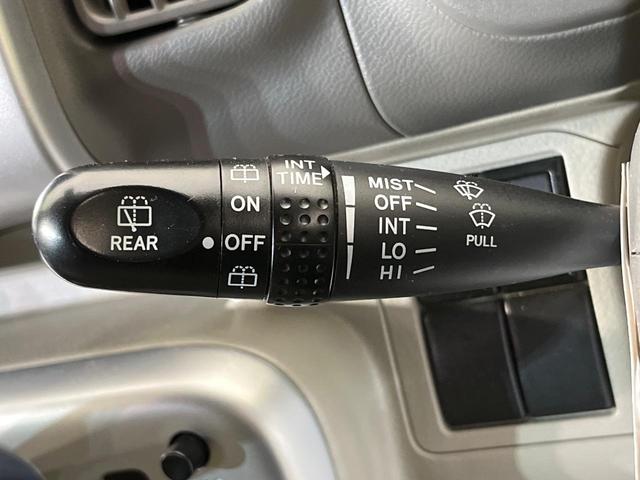 REAR
ON
OFF
INT
TIME
MIST
OFF
INT
LO
HI
PULL